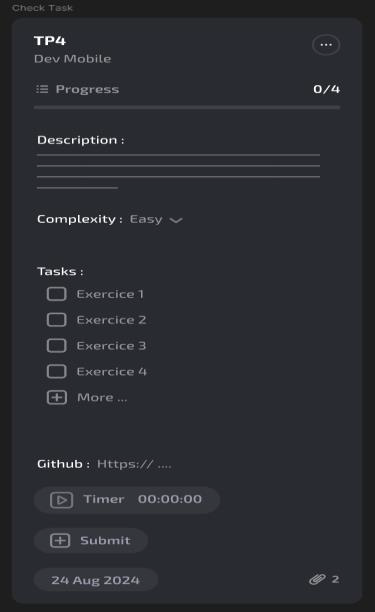 Check Task
TP4
Dev Mobile
Progress 0/4
Description :
Complexity : Easy
Tasks :
Exercice 1
Exercice 2
Exercice 3
Exercice 4
More ...
Github : Https:// ....
Timer 00:00:00
Submit
24 Aug 2024 2